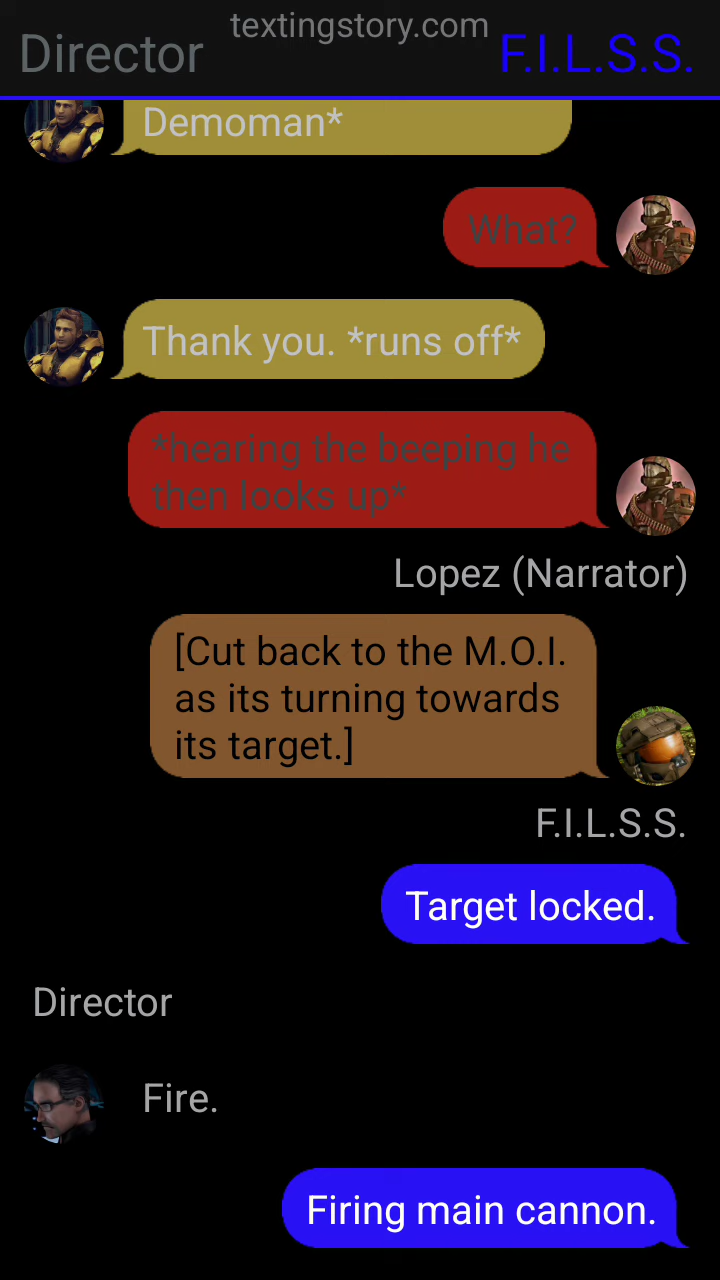 textingstory.com
Director
F.I.L.S.S.
Demoman*
What?
Thank you. *runs off*
*hearing the beeping he
then looks up*
Lopez (Narrator)
[Cut back to the M.O.I.
as its turning towards
its target.]
F.I.L.S.S.
Target locked.
Director
Fire.
Firing main cannon.